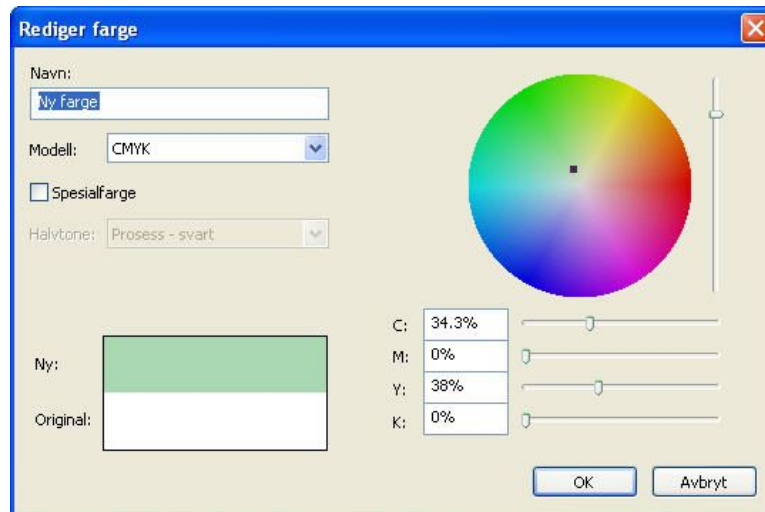 Rediger farge
Navn:
Ny farge
Modell: CMYK
Spesialfarge
Halvtone: Prosess - svart
C: 34.3%
M: 0%
Ny:
Y: 38%
Original:
K: 0%
OK Avbryt